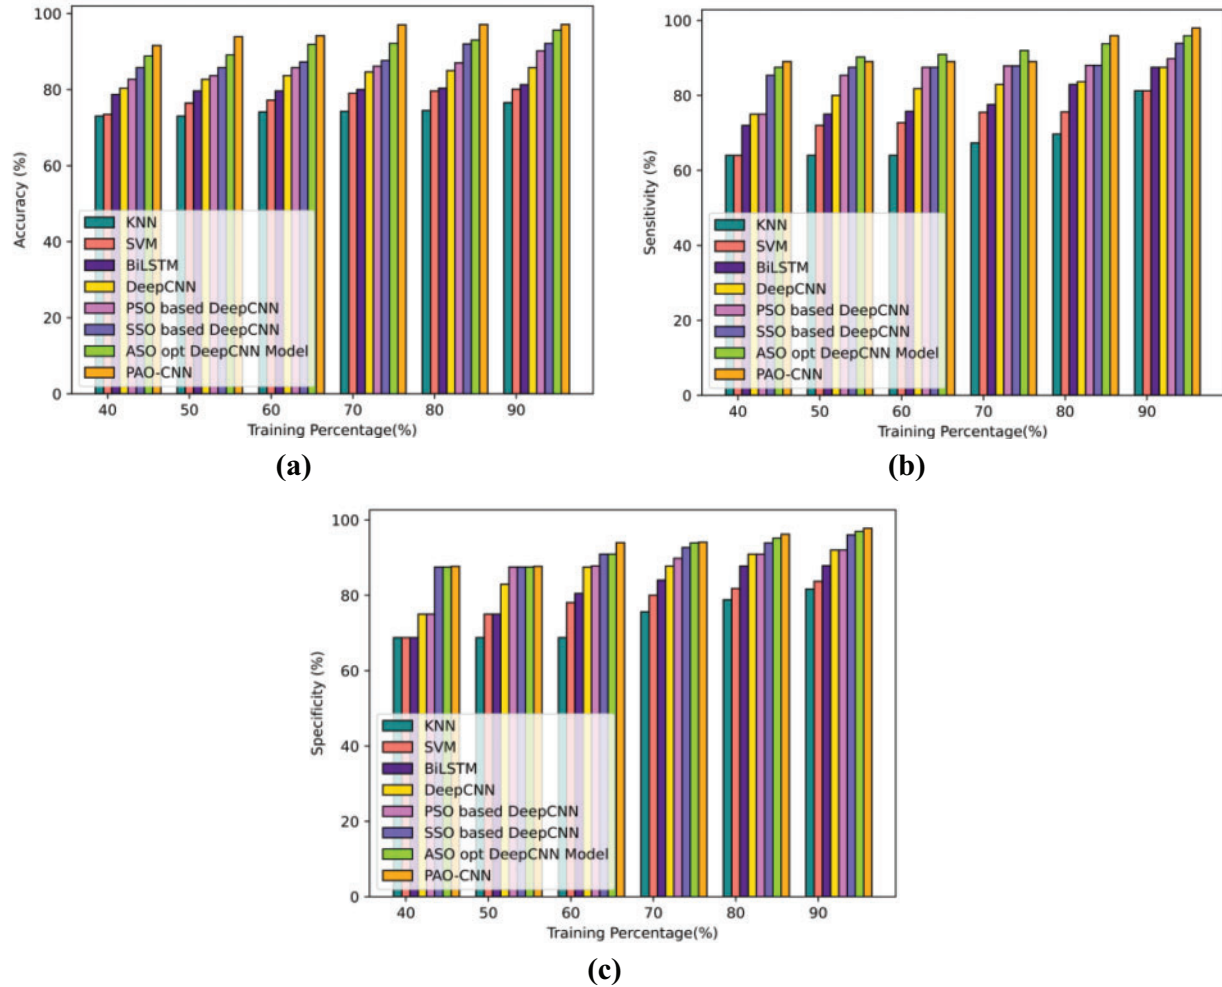 100
80
60
40
20
0
Accuracy (%)
KNN
SVM
BiLSTM
DeepCNN
PSO based DeepCNN
SSO based DeepCNN
ASO opt DeepCNN Model
PAO-CNN
40 50 60 70 80 90
Training Percentage(%)
(a)
100
80
60
40
20
0
Sensitivity (%)
KNN
SVM
BiLSTM
DeepCNN
PSO based DeepCNN
SSO based DeepCNN
ASO opt DeepCNN Model
PAO-CNN
40 50 60 70 80 90
Training Percentage(%)
(b)
100
80
60
40
20
0
Specificity (%)
KNN
SVM
BiLSTM
DeepCNN
PSO based DeepCNN
SSO based DeepCNN
ASO opt DeepCNN Model
PAO-CNN
40 50 60 70 80 90
Training Percentage(%)
(c)